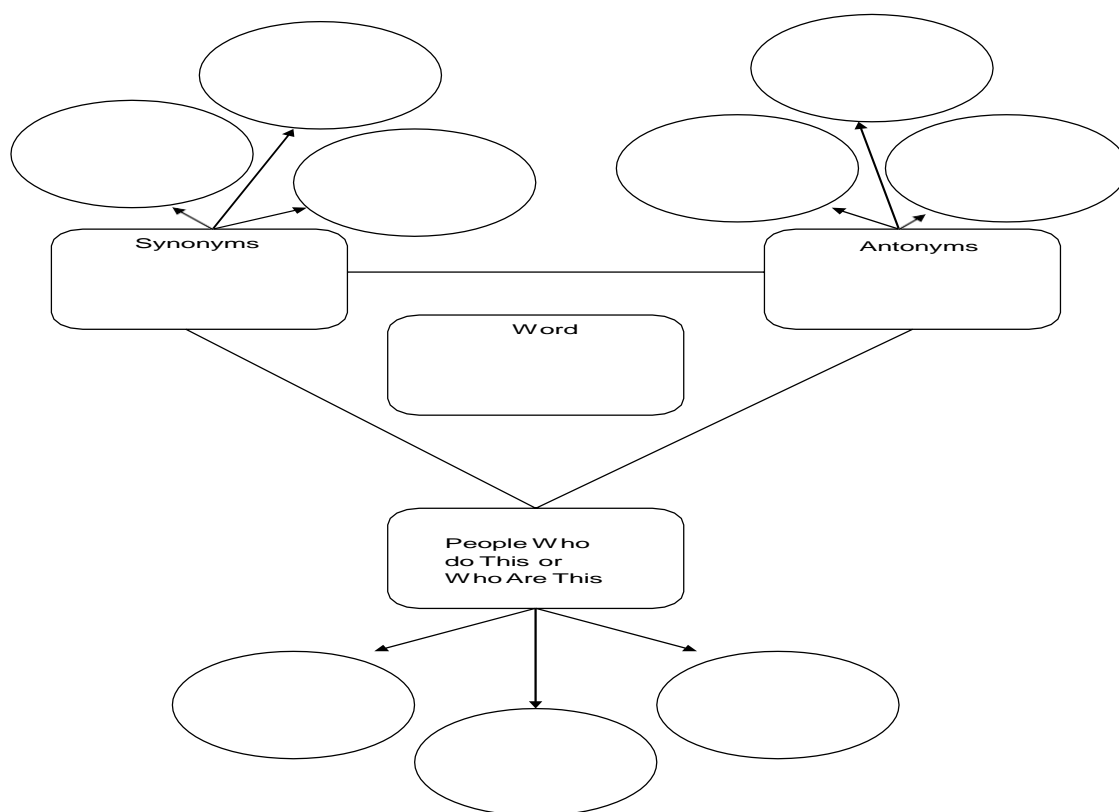 Synonyms
Antonyms
Word
People Who
do This or
Who Are This